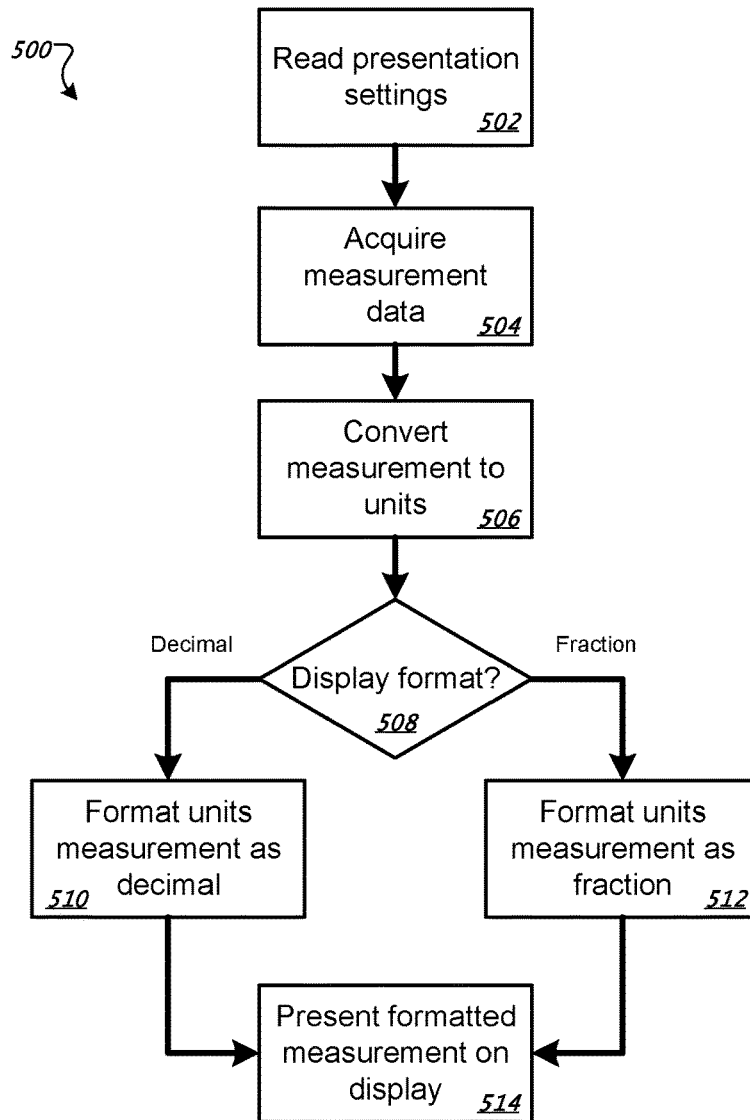 500
Read presentation
settings
502
Acquire
measurement
data
504
Convert
measurement to
units
506
Decimal
Fraction
Display format?
508
Format units
measurement as
decimal
510
Format units
measurement as
fraction
512
Present formatted
measurement on
display
514